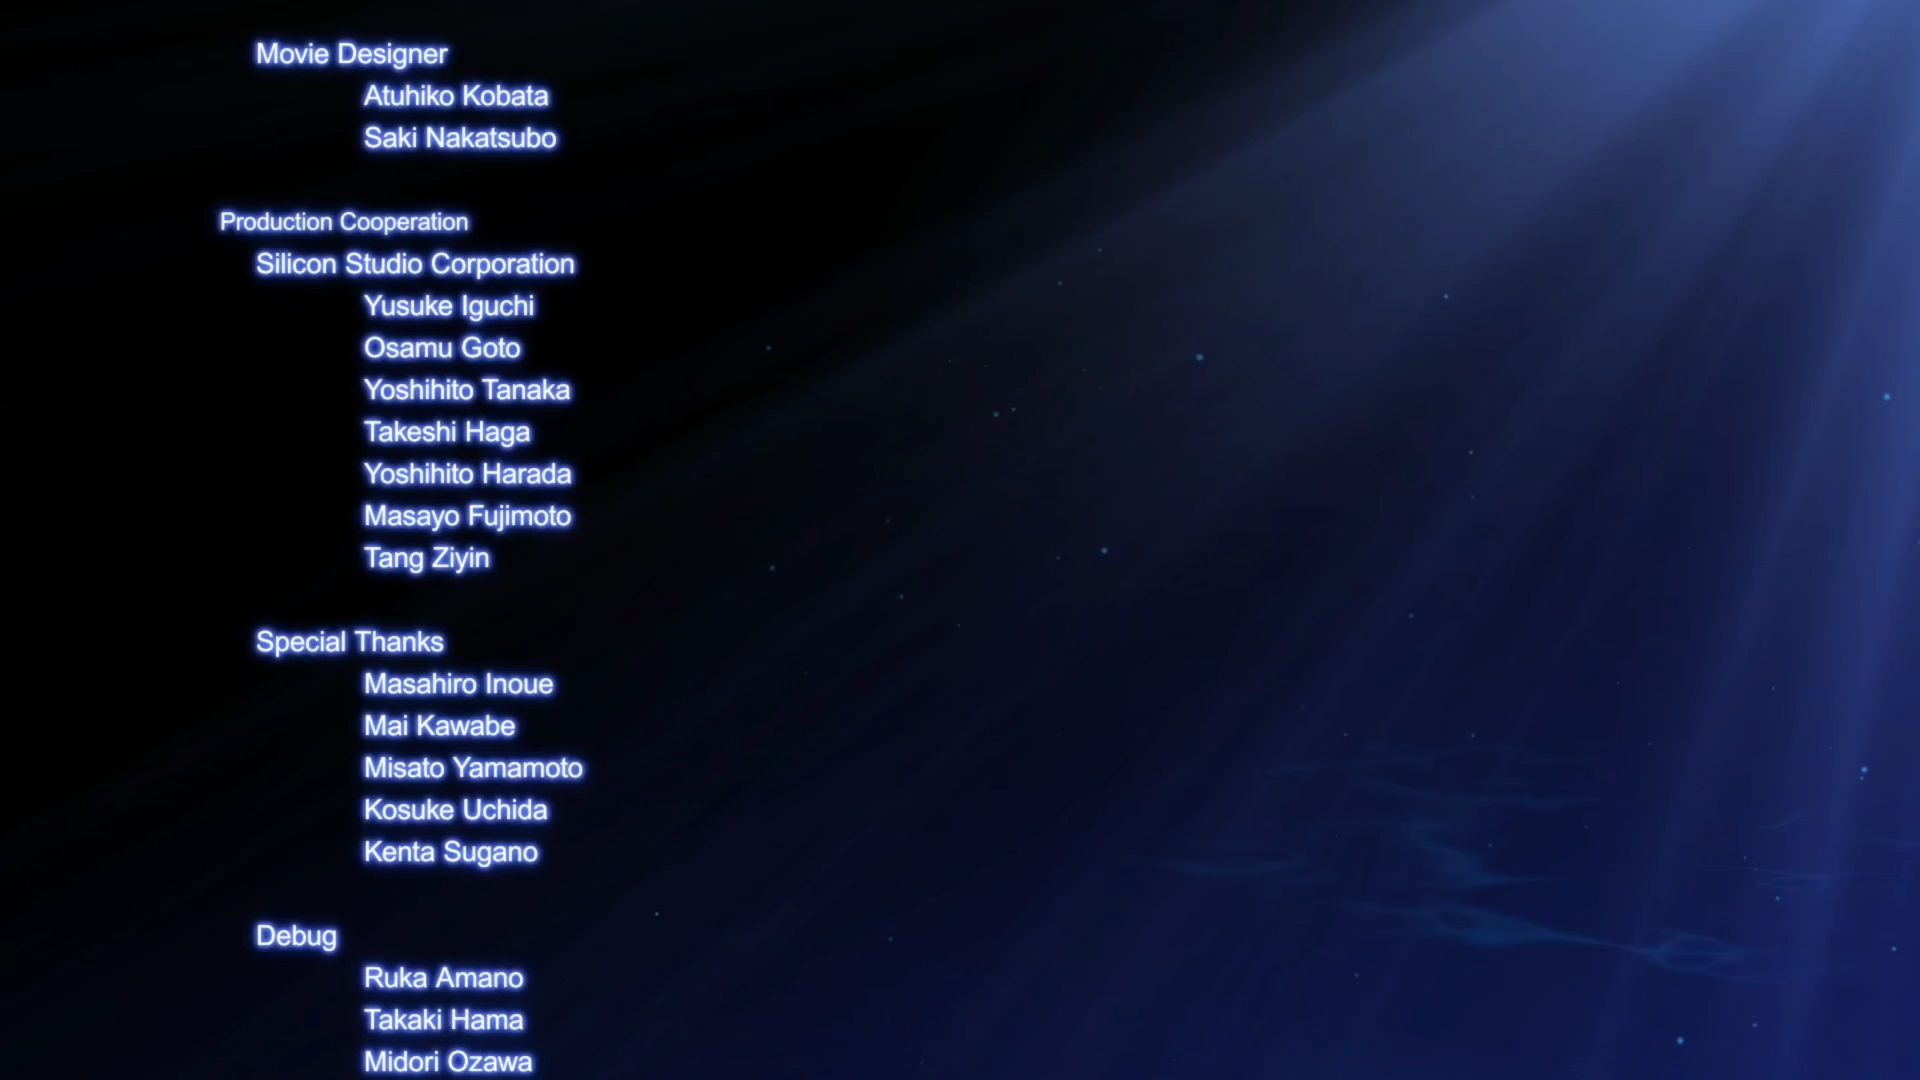 Movie Designer
Atuhiko Kobata
Saki Nakatsubo
Production Cooperation
Silicon Studio Corporation
Yusuke Iguchi
Osamu Goto
Yoshihito Tanaka
Takeshi Haga
Yoshihito Harada
Masayo Fujimoto
Tang Ziyin
Special Thanks
Masahiro Inoue
Mai Kawabe
Misato Yamamoto
Kosuke Uchida
Kenta Sugano
Debug
Ruka Amano
Takaki Hama
Midori Ozawa